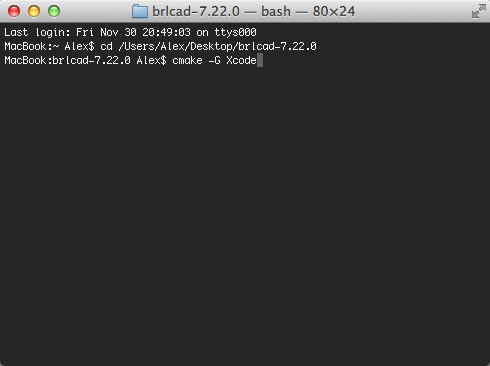 brlcad-7.22.0 — bash — 80×24
Last login: Fri Nov 30 20:49:03 on ttys000
MacBook:~ Alex$ cd /Users/Alex/Desktop/brlcad-7.22.0
MacBook:brlcad-7.22.0 Alex$ cmake -G Xcode